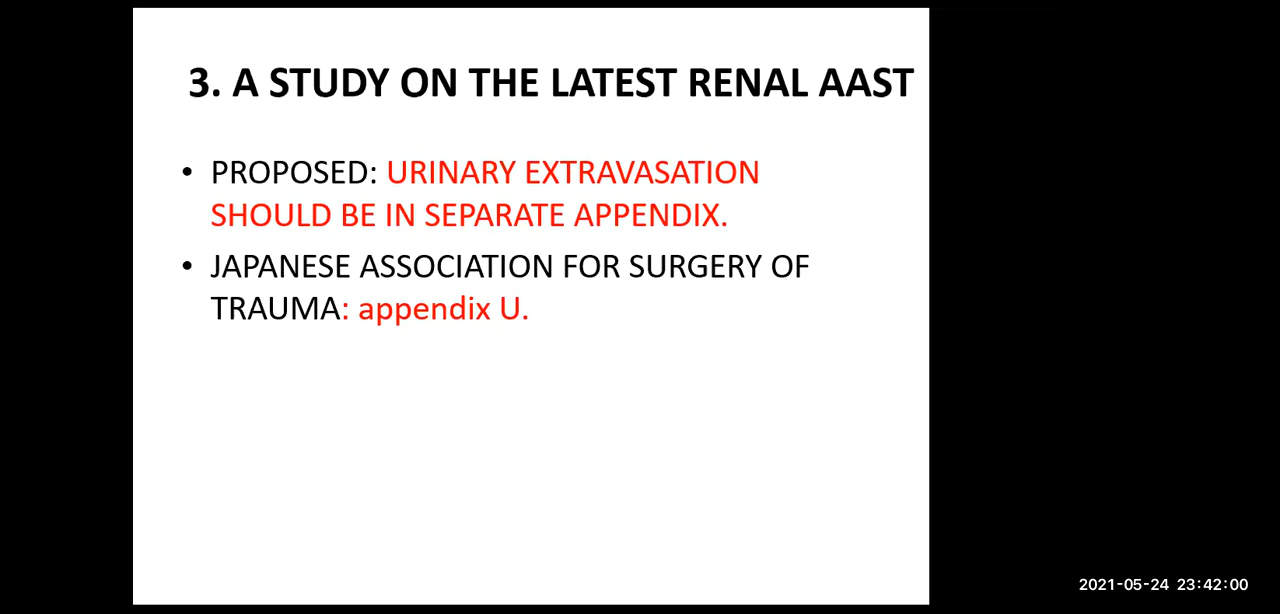 3. A STUDY ON THE LATEST RENAL AAST
• PROPOSED: URINARY EXTRAVASATION
SHOULD BE IN SEPARATE APPENDIX.
• JAPANESE ASSOCIATION FOR SURGERY OF
TRAUMA: appendix U.
2021-05-24 23:42:00